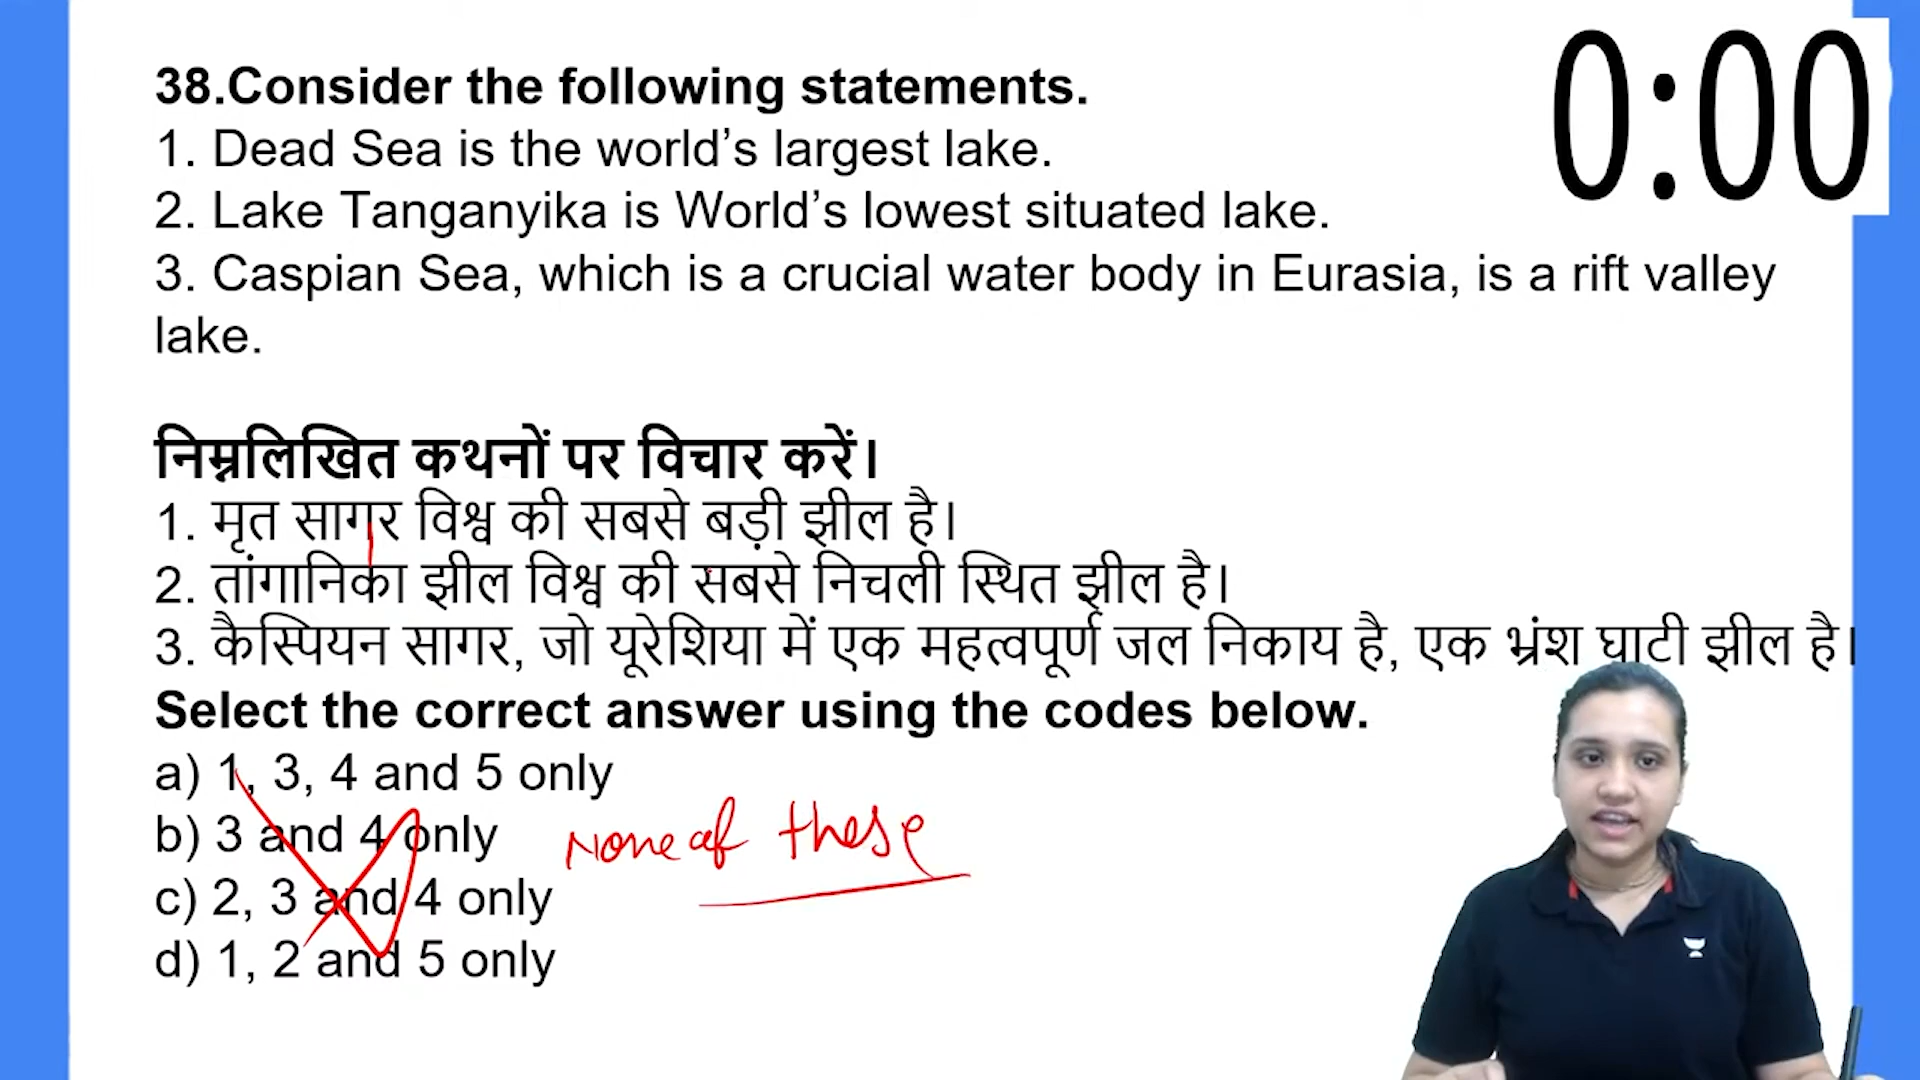 38.Consider the following statements.
0:00
1. Dead Sea is the world’s largest lake.
2. Lake Tanganyika is World’s lowest situated lake.
3. Caspian Sea, which is a crucial water body in Eurasia, is a rift valley
lake.
निम्नलिखित कथनों पर विचार करें।
1. मृत सागर विश्व की सबसे बड़ी झील है।
2. तांगानिका झील विश्व की सबसे निचली स्थित झील है।
3. कैस्पियन सागर, जो यूरेशिया में एक महत्वपूर्ण जल निकाय है, एक भ्रंश घाटी झील है।
Select the correct answer using the codes below.
a) 1, 3, 4 and 5 only
b) 3 and 4 only
None of these
c) 2, 3 and 4 only
d) 1, 2 and 5 only